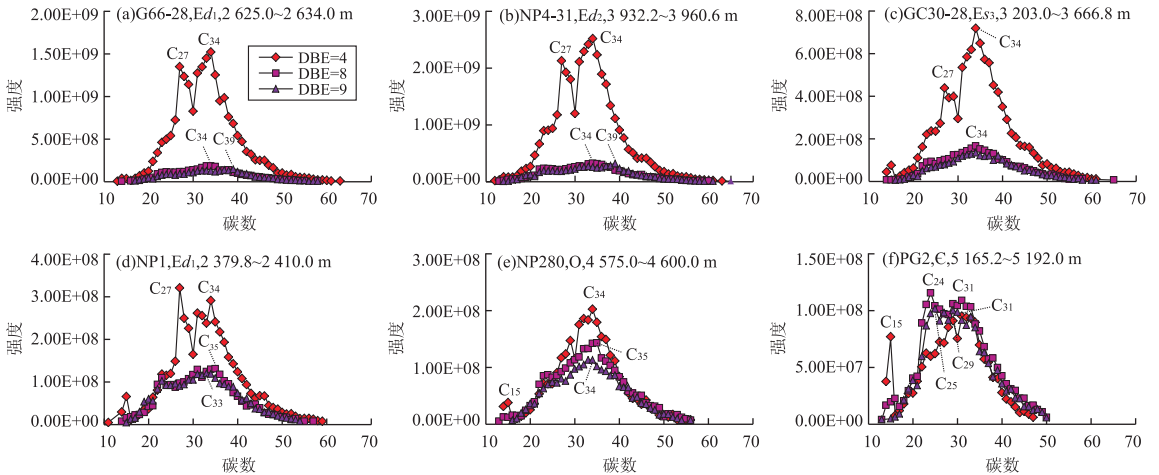 (a)G66-28,Ed₁,2 625.0~2 634.0 m
2.00E+09
1.50E+09
1.00E+09
5.00E+08
0.00E+00
强度
C₂₇
C₃₄
DBE=4
DBE=8
DBE=9
C₃₄
C₃₉
10 20 30 40 50 60 70
碳数
(b)NP4-31,Ed₂,3 932.2~3 960.6 m
3.00E+09
2.00E+09
1.00E+09
0.00E+00
强度
C₂₇
C₃₄
C₃₄
C₃₉
10 20 30 40 50 60 70
碳数
(c)GC30-28,Es₃,3 203.0~3 666.8 m
8.00E+08
6.00E+08
4.00E+08
2.00E+08
0.00E+00
强度
C₃₄
C₂₇
C₃₄
10 20 30 40 50 60 70
碳数
(d)NP1,Ed₁,2 379.8~2 410.0 m
4.00E+08
3.00E+08
2.00E+08
1.00E+08
0.00E+00
强度
C₂₇
C₃₄
C₃₅
C₃₃
10 20 30 40 50 60 70
碳数
(e)NP280,O,4 575.0~4 600.0 m
3.00E+08
2.00E+08
1.00E+08
0.00E+00
强度
C₃₄
C₃₅
C₁₅
C₃₄
10 20 30 40 50 60 70
碳数
(f)PG2,Є,5 165.2~5 192.0 m
1.50E+08
1.00E+08
5.00E+07
0.00E+00
强度
C₂₄
C₃₁
C₃₁
C₁₅
C₂₉
C₂₅
10 20 30 40 50 60 70
碳数